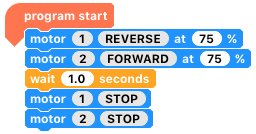 program start
motor 1 REVERSE at 75 %
motor 2 FORWARD at 75 %
wait 1.0 seconds
motor 1 STOP
motor 2 STOP